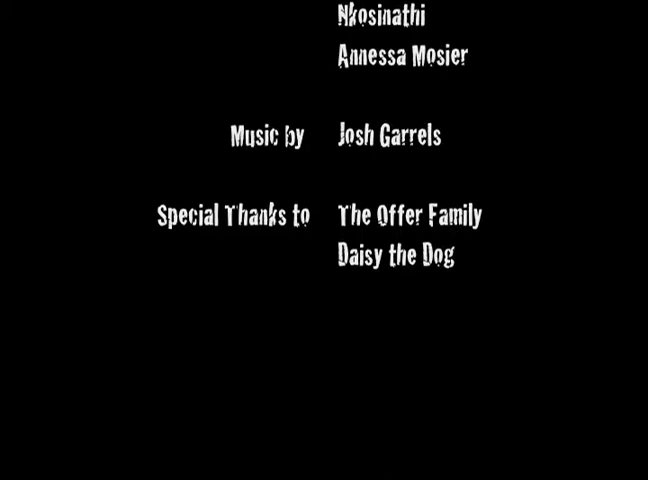 Nkosinathi
Annessa Mosier
Music by Josh Garrels
Special Thanks to The Offer Family
Daisy the Dog